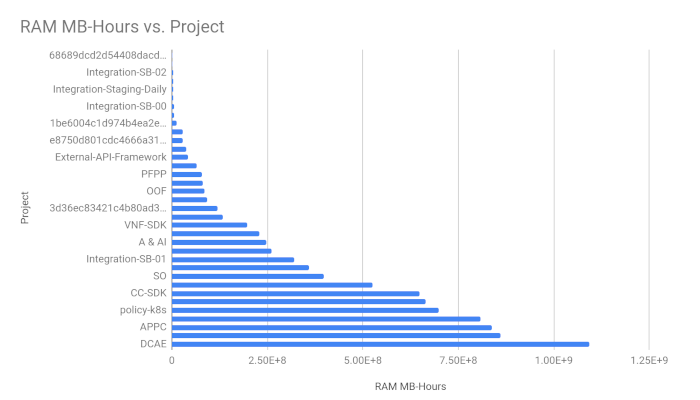 RAM MB-Hours vs. Project
Project
68689dcd2d54408dacd...
Integration-SB-02
Integration-Staging-Daily
Integration-SB-00
1be6004c1d974b4ea2e...
e8750d801cdc4666a31...
External-API-Framework
PFPP
OOF
3d36ec83421c4b80ad3...
VNF-SDK
A & AI
Integration-SB-01
SO
CC-SDK
policy-k8s
APPC
DCAE
0 2.50E+8 5.00E+8 7.50E+8 1.00E+9 1.25E+9
RAM MB-Hours